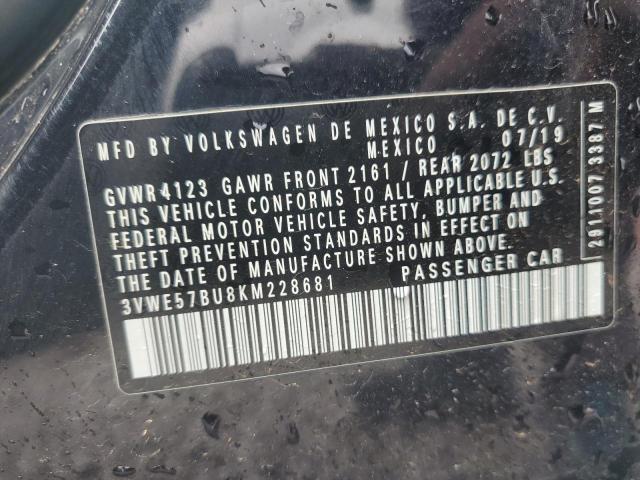 MFD BY VOLKSWAGEN DE MEXICO S.A. DE C.V.
MEXICO 07/19
GVWR 4123 GAWR FRONT 2161 / REAR 2072 LBS
THIS VEHICLE CONFORMS TO ALL APPLICABLE U.S.
FEDERAL MOTOR VEHICLE SAFETY, BUMPER AND
THEFT PREVENTION STANDARDS IN EFFECT ON
THE DATE OF MANUFACTURE SHOWN ABOVE.
3VWE57BU8KM228681 PASSENGER CAR
291.1007 3387 M